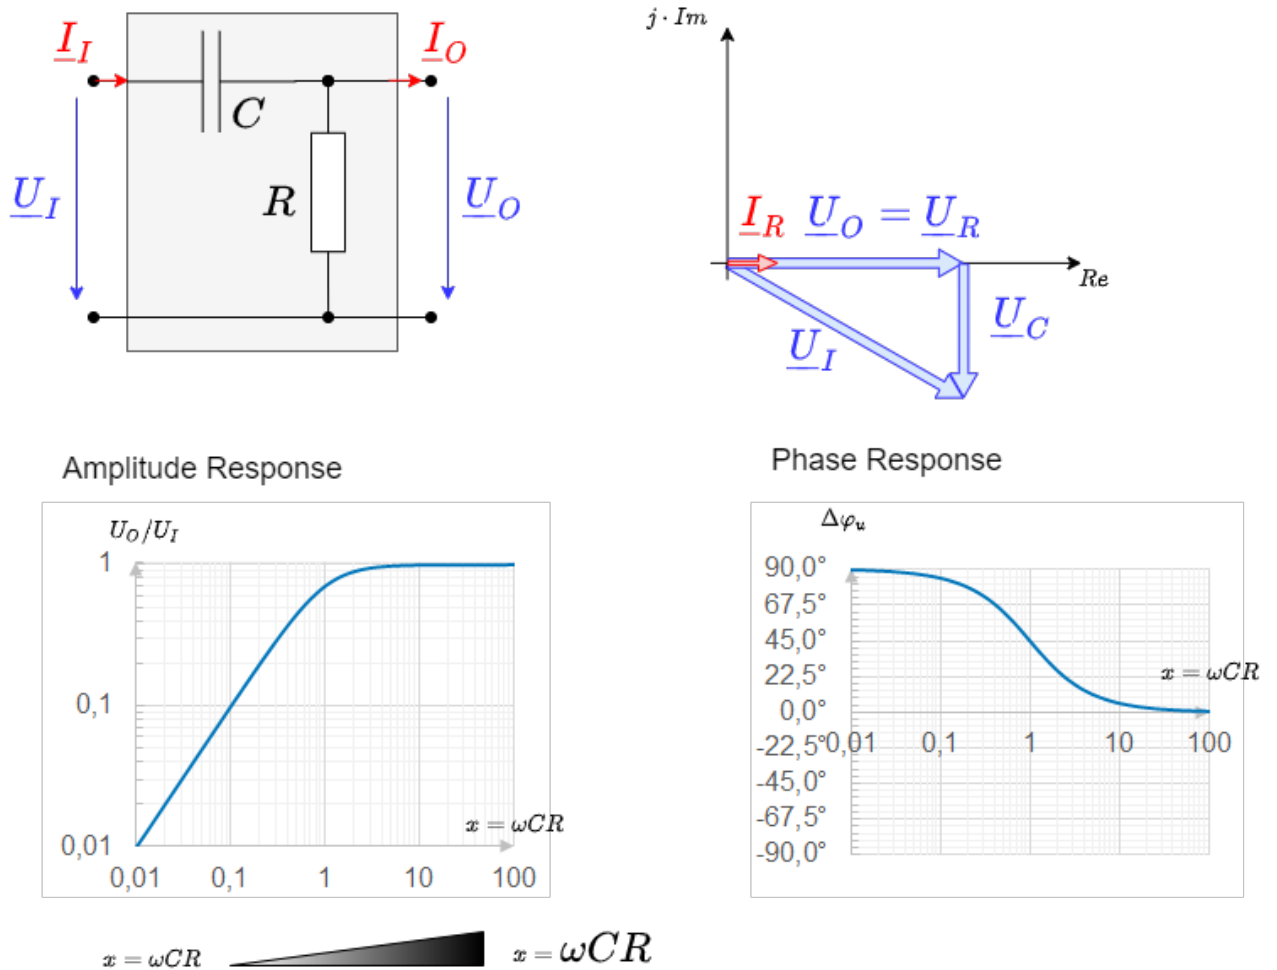 I_I
I_O
C
U_I
R
U_O
j · Im
I_R U_O = U_R
Re
U_C
U_I
Amplitude Response
U_O/U_I
1
0,1
0,01
x = ωCR
0,01 0,1 1 10 100
Phase Response
Δφ_u
90,0°
67,5°
45,0°
22,5°
x = ωCR
0,0°
-22,5°
0,01 0,1 1 10 100
-45,0°
-67,5°
-90,0°
x = ωCR x = ωCR